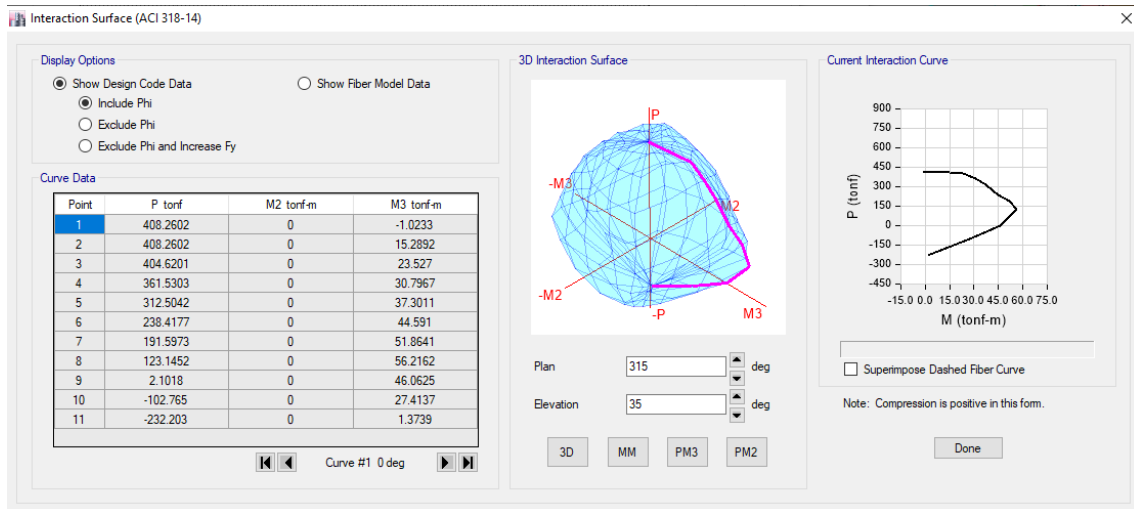 Interaction Surface (ACI 318-14)
Display Options
Show Design Code Data Show Fiber Model Data
Include Phi
Exclude Phi
Exclude Phi and Increase Fy
Curve Data
Point P tonf M2 tonf-m M3 tonf-m
1 408.2602 0 -1.0233
2 408.2602 0 15.2892
3 404.6201 0 23.527
4 361.5303 0 30.7967
5 312.5042 0 37.3011
6 238.4177 0 44.591
7 191.5973 0 51.8641
8 123.1452 0 56.2162
9 2.1018 0 46.0625
10 -102.765 0 27.4137
11 -232.203 0 1.3739
Curve #1 0 deg
3D Interaction Surface
P
-M3
M2
-M2
-P
M3
Plan 315 deg
Elevation 35 deg
3D MM PM3 PM2
Current Interaction Curve
900
750
600
450
300
150
0
-150
-300
-450
P (tonf)
-15.0 0.0 15.0 30.0 45.0 60.0 75.0
M (tonf-m)
Superimpose Dashed Fiber Curve
Note: Compression is positive in this form.
Done